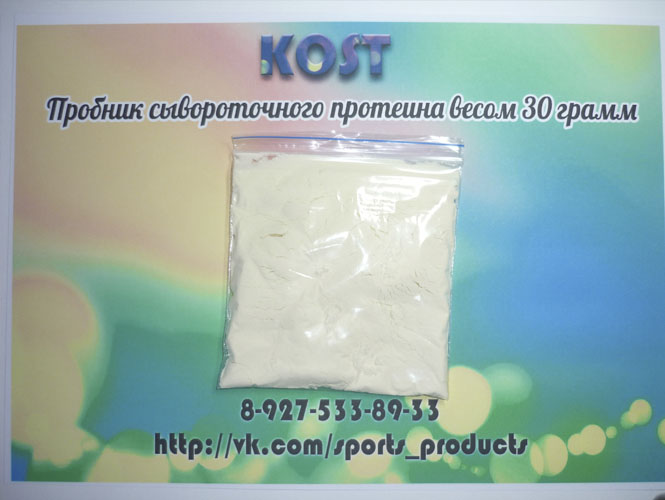 KOST
Пробник сывороточного протеина весом 30 грамм
8-927-533-89-33
http://vk.com/sports_products